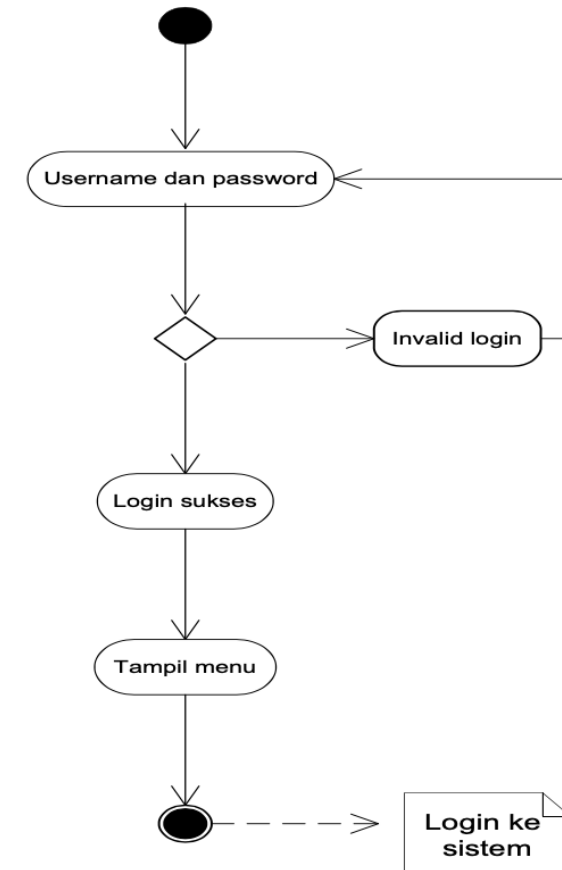 Username dan password
Invalid login
Login sukses
Tampil menu
Login ke
sistem